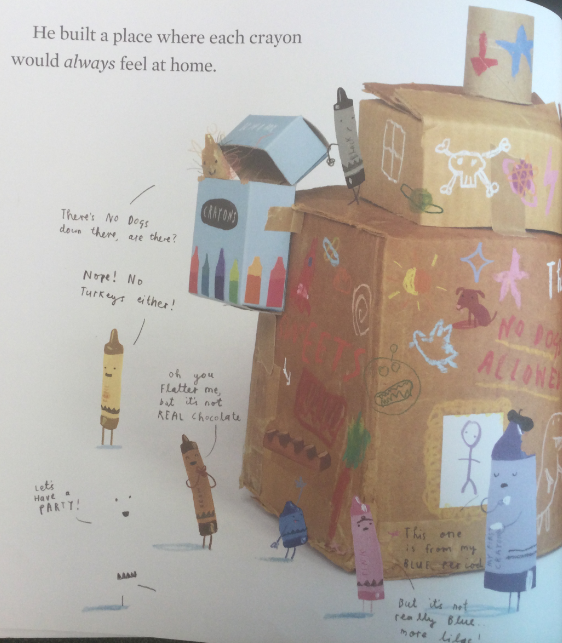 He built a place where each crayon
would always feel at home.
CRAYONS
There's No Dogs
down there, are there?
Nope! No
Turkeys either!
oh you
flatter me,
but it's not
REAL chocolate
LET'S
HAVE a
PARTY!
NO DOGS
ALLOWED
This one
is from my
BLUE period
But it's not
really Blue...
more lilac!